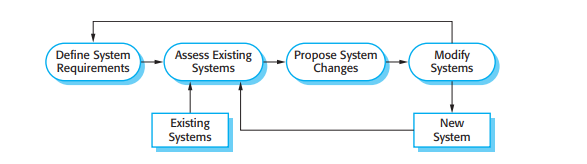 Define System
Requirements
Assess Existing
Systems
Propose System
Changes
Modify
Systems
Existing
Systems
New
System